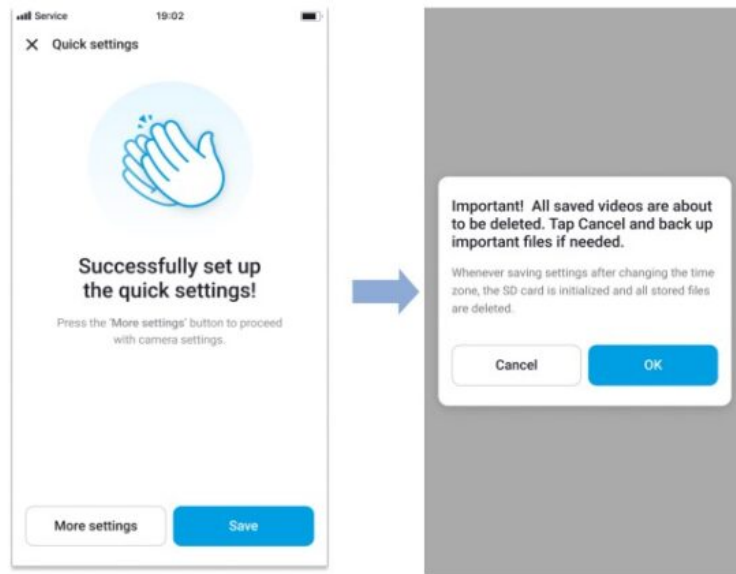 Service 19:02
Quick settings
Successfully set up
the quick settings!
Press the 'More settings' button to proceed
with camera settings.
More settings
Save
Important! All saved videos are about
to be deleted. Tap Cancel and back up
important files if needed.
Whenever saving settings after changing the time
zone, the SD card is initialized and all stored files
are deleted.
Cancel
OK